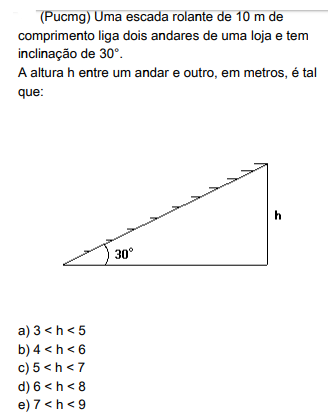 (Pucmg) Uma escada rolante de 10 m de
comprimento liga dois andares de uma loja e tem
inclinação de 30°.
A altura h entre um andar e outro, em metros, é tal
que:
h
30°
a) 3 < h < 5
b) 4 < h < 6
c) 5 < h < 7
d) 6 < h < 8
e) 7 < h < 9